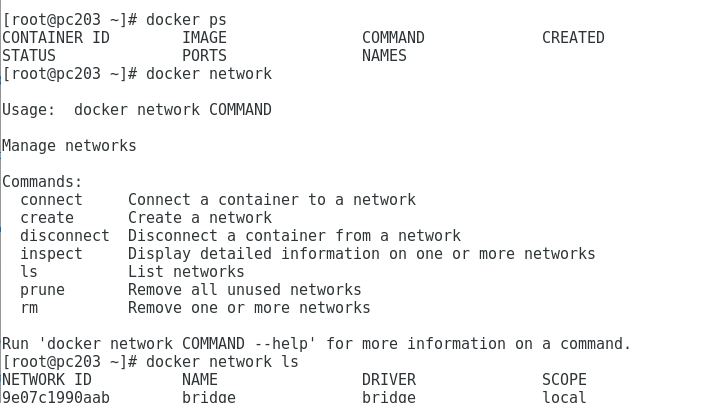 [root@pc203 ~]# docker ps
CONTAINER ID        IMAGE               COMMAND             CREATED
STATUS              PORTS               NAMES
[root@pc203 ~]# docker network
Usage:  docker network COMMAND
Manage networks
Commands:
  connect     Connect a container to a network
  create      Create a network
  disconnect  Disconnect a container from a network
  inspect     Display detailed information on one or more networks
  ls          List networks
  prune       Remove all unused networks
  rm          Remove one or more networks
Run 'docker network COMMAND --help' for more information on a command.
[root@pc203 ~]# docker network ls
NETWORK ID          NAME                DRIVER              SCOPE
9e07c1990aab        bridge              bridge              local